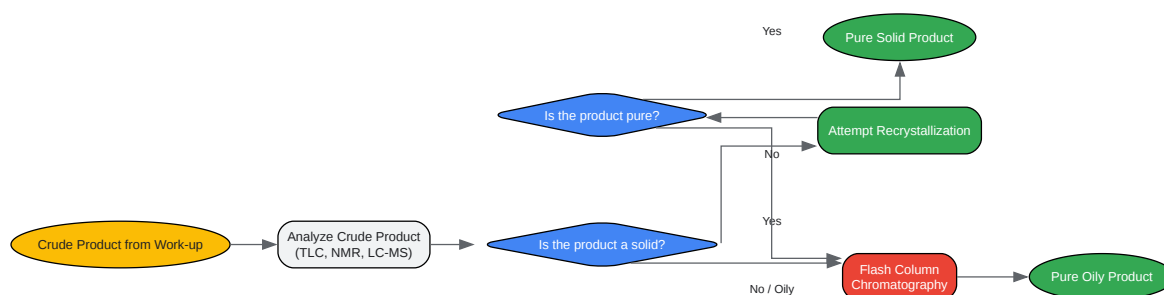 Yes
Pure Solid Product
Is the product pure?
Attempt Recrystallization
No
Yes
Crude Product from Work-up
Analyze Crude Product
(TLC, NMR, LC-MS)
Is the product a solid?
Flash Column
Chromatography
Pure Oily Product
No / Oily